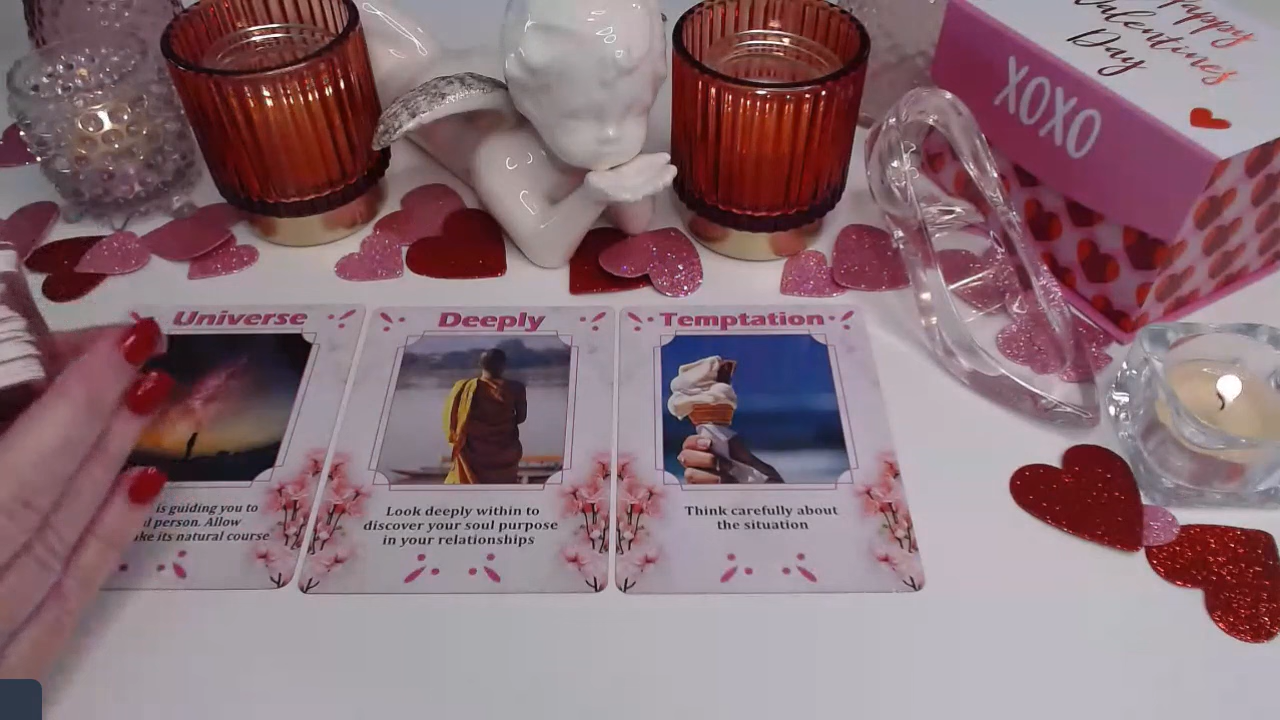 Happy
Valentines
Day
XOXO
Universe
is guiding you to
person. Allow
its natural course
Deeply
Look deeply within to
discover your soul purpose
in your relationships
Temptation
Think carefully about
the situation